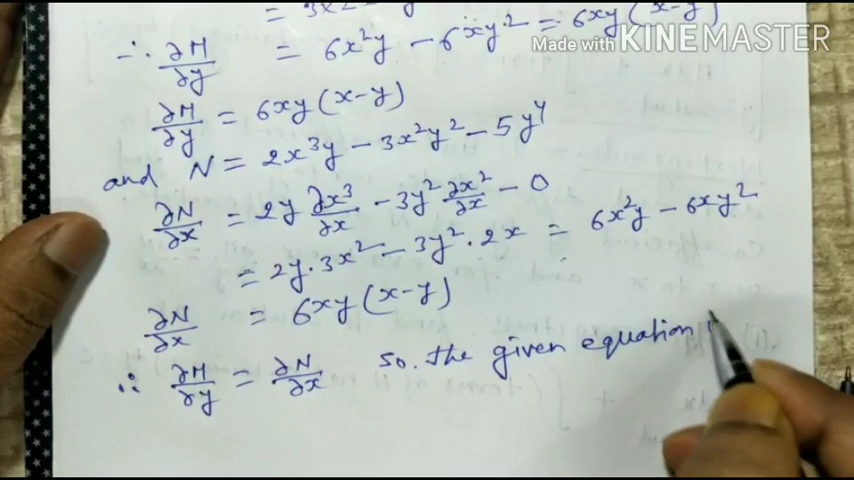 = 3x2
∴ ∂M/∂y = 6x²y - 6xy² = 6xy(x-y)
Made with KINEMASTER
∂M/∂y = 6xy(x-y)
and N = 2x³y - 3x²y² - 5y⁴
∂N/∂x = 2y ∂x³/∂x - 3y² ∂x²/∂x - 0
= 2y·3x² - 3y²·2x = 6x²y - 6xy²
∂N/∂x = 6xy(x-y)
∴ ∂M/∂y = ∂N/∂x So. the given equation